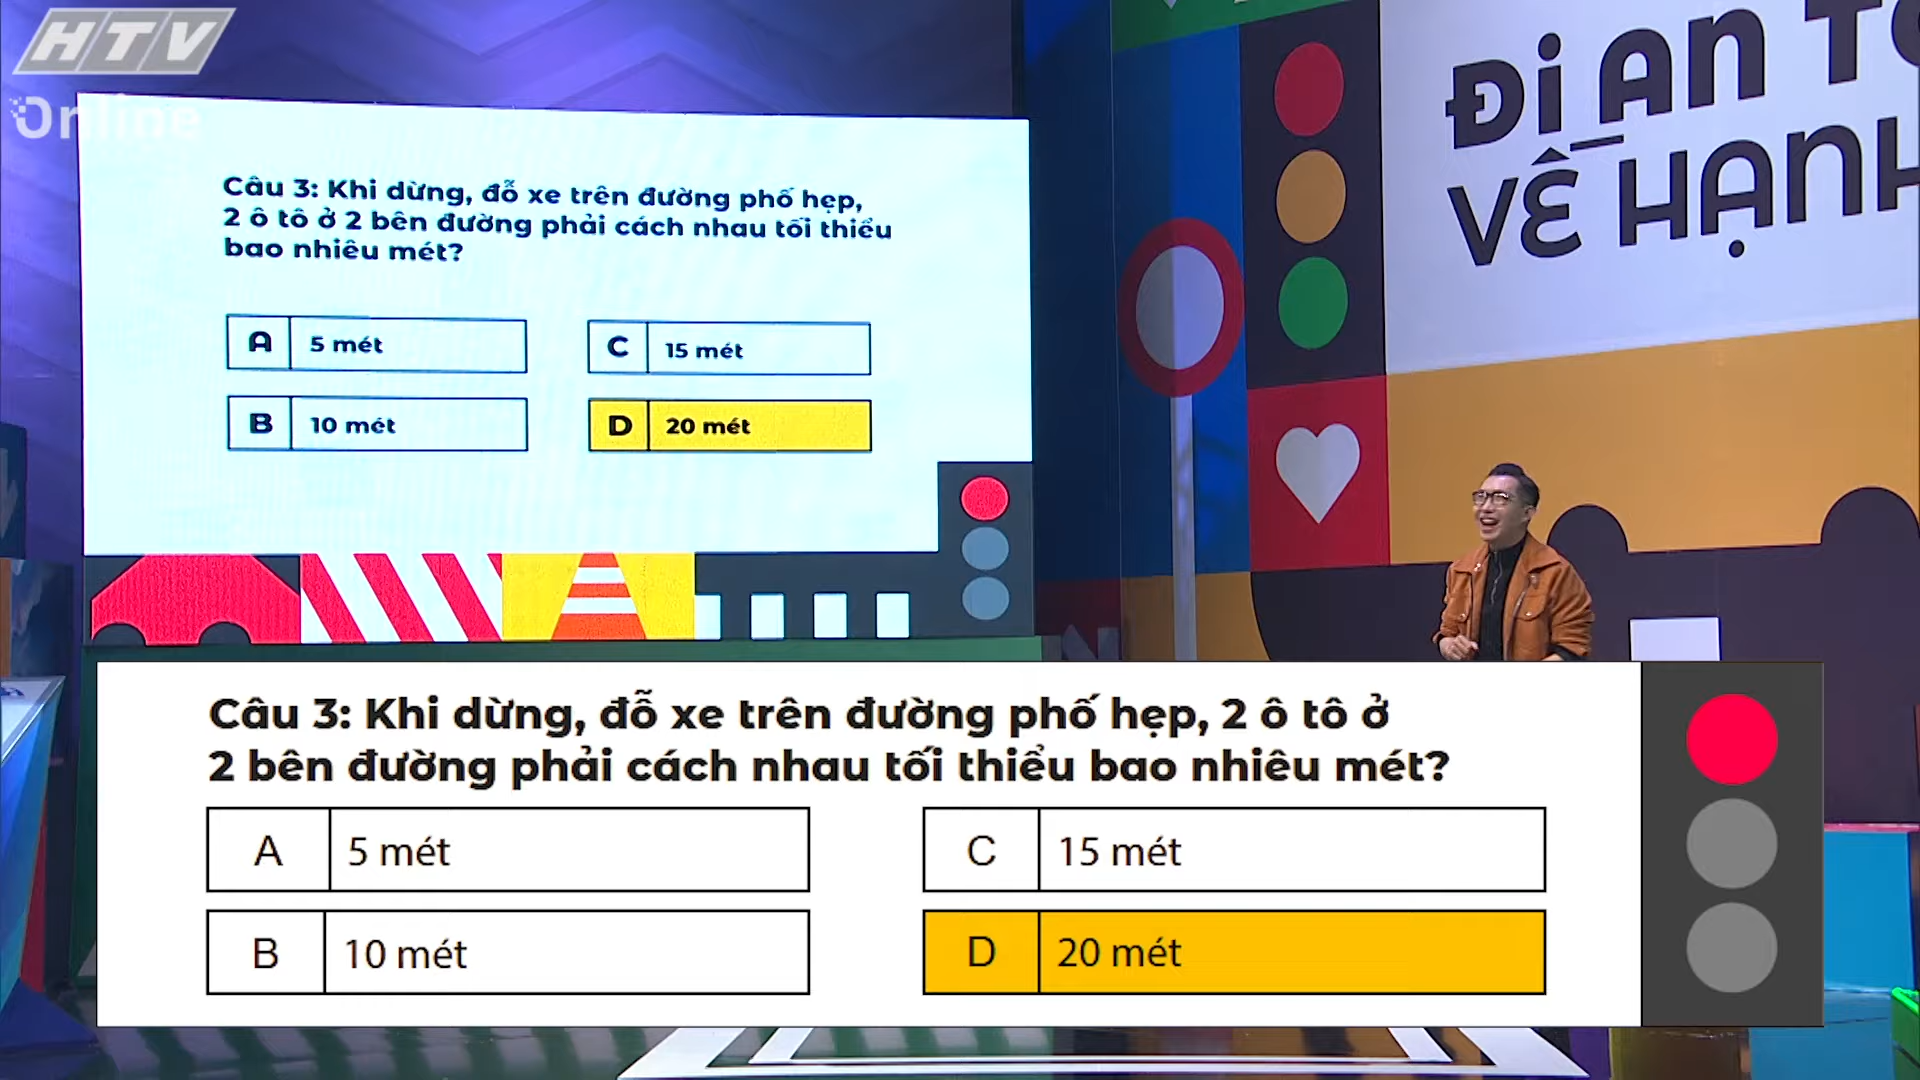 HTV
Online
Câu 3: Khi dừng, đỗ xe trên đường phố hẹp,
2 ô tô ở 2 bên đường phải cách nhau tối thiểu
bao nhiêu mét?
A 5 mét
C 15 mét
B 10 mét
D 20 mét
ĐI AN
VỀ HẠNH
Câu 3: Khi dừng, đỗ xe trên đường phố hẹp, 2 ô tô ở
2 bên đường phải cách nhau tối thiểu bao nhiêu mét?
A 5 mét
C 15 mét
B 10 mét
D 20 mét